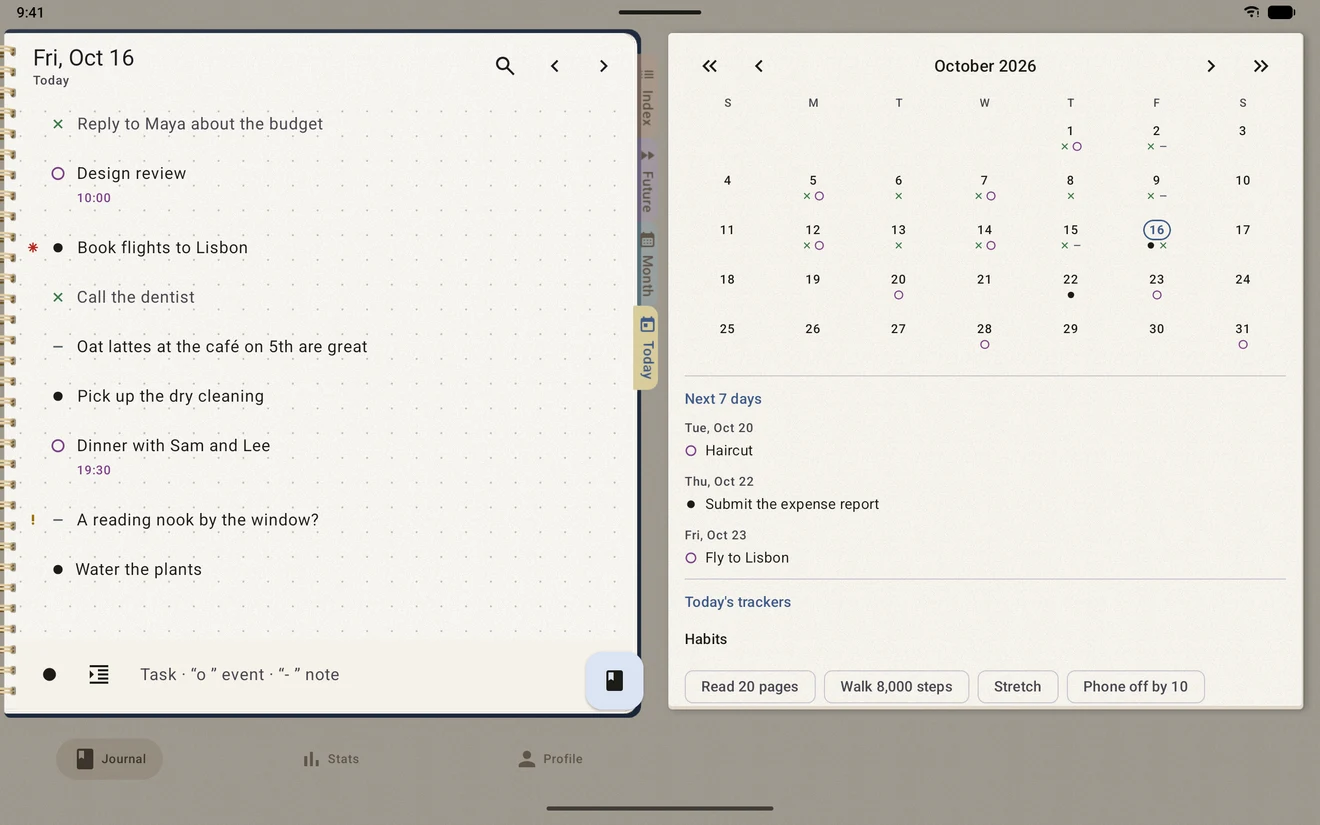 9:41
Fri, Oct 16
Today
× Reply to Maya about the budget
Design review
10:00
Book flights to Lisbon
× Call the dentist
– Oat lattes at the café on 5th are great
Pick up the dry cleaning
Dinner with Sam and Lee
19:30
! – A reading nook by the window?
Water the plants
Task · “o ” event · “- ” note
Index
Future
Month
Today
October 2026
S M T W T F S
1 2 3
4 5 6 7 8 9 10
11 12 13 14 15 16 17
18 19 20 21 22 23 24
25 26 27 28 29 30 31
Next 7 days
Tue, Oct 20
Haircut
Thu, Oct 22
Submit the expense report
Fri, Oct 23
Fly to Lisbon
Today's trackers
Habits
Read 20 pages Walk 8,000 steps Stretch Phone off by 10
Journal Stats Profile